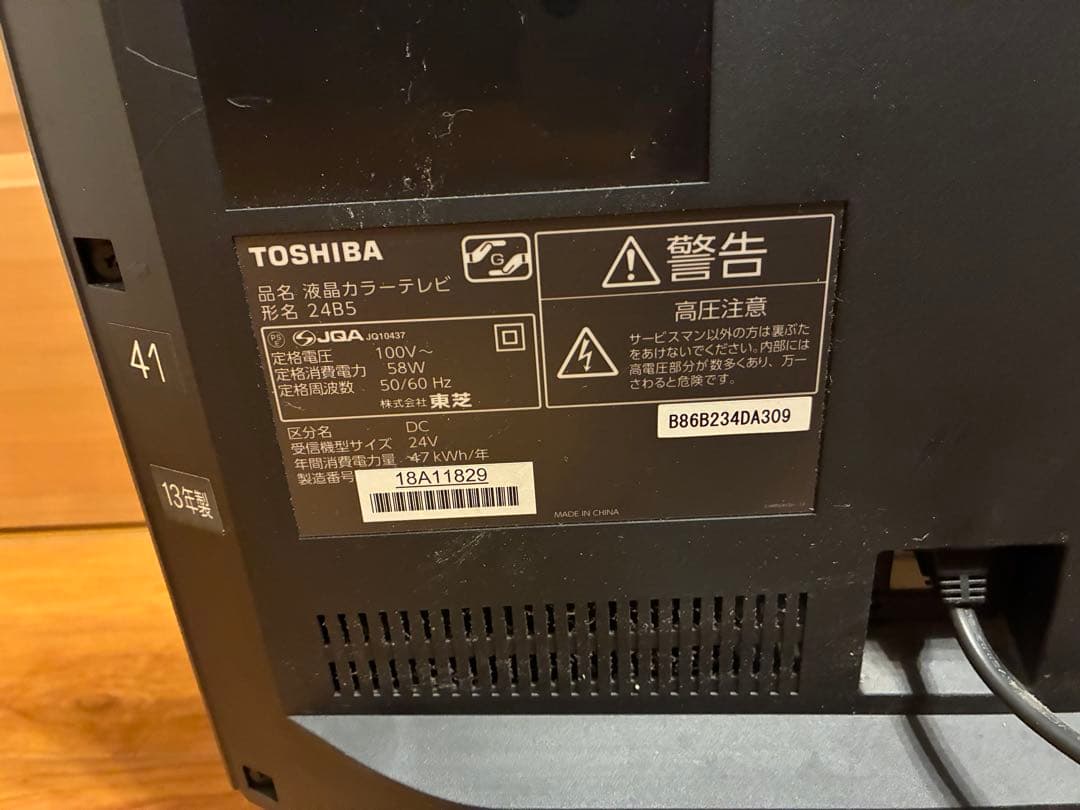 TOSHIBA
G
品名 液晶カラーテレビ
形名 24B5
PS
E
JQA JQ10437
定格電圧 100V~
定格消費電力 58W
定格周波数 50/60 Hz
株式会社 東芝
区分名 DC
受信機型サイズ 24V
年間消費電力量 47 kWh/年
製造番号 18A11829
警告
高圧注意
サービスマン以外の方は裏ぶた
をあけないでください。内部には
高電圧部分が数多くあり、万一
さわると危険です。
B86B234DA309
MADE IN CHINA
41
13年製